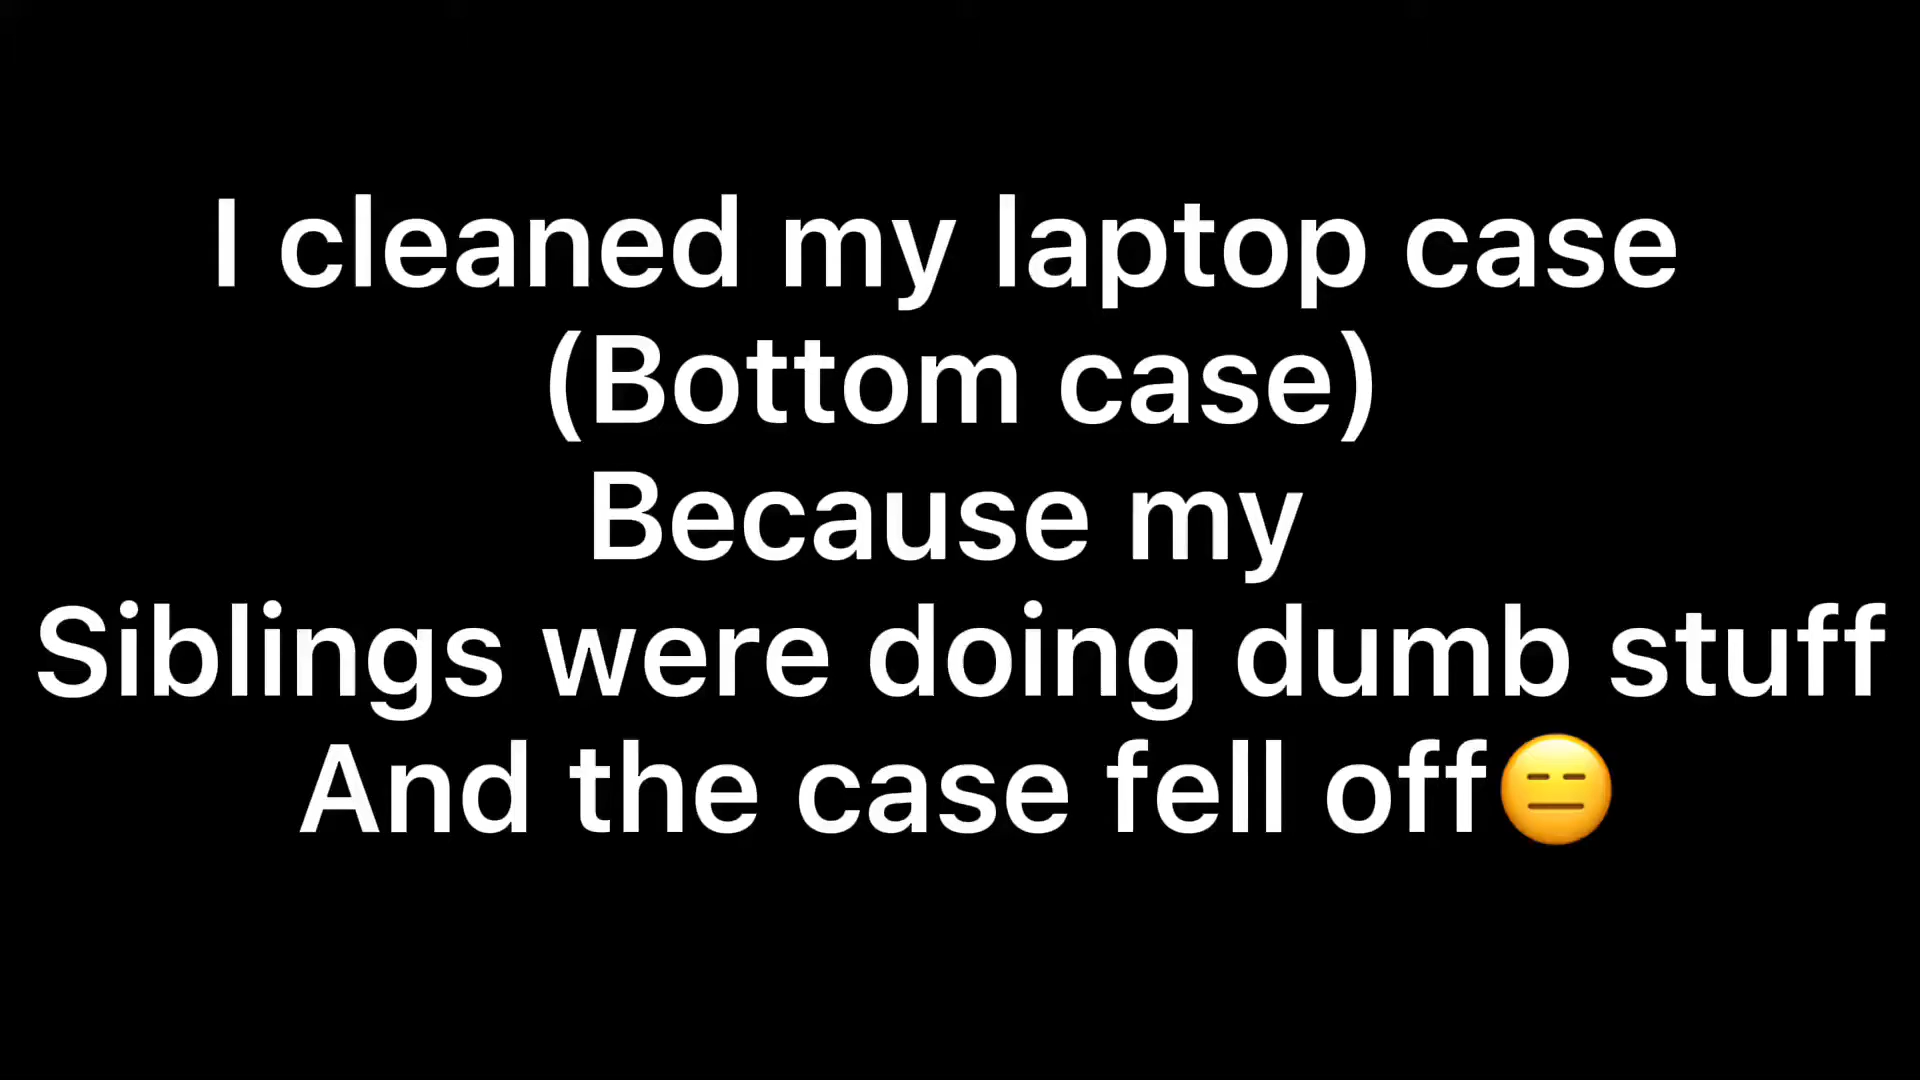 I cleaned my laptop case
(Bottom case)
Because my
Siblings were doing dumb stuff
And the case fell off😑